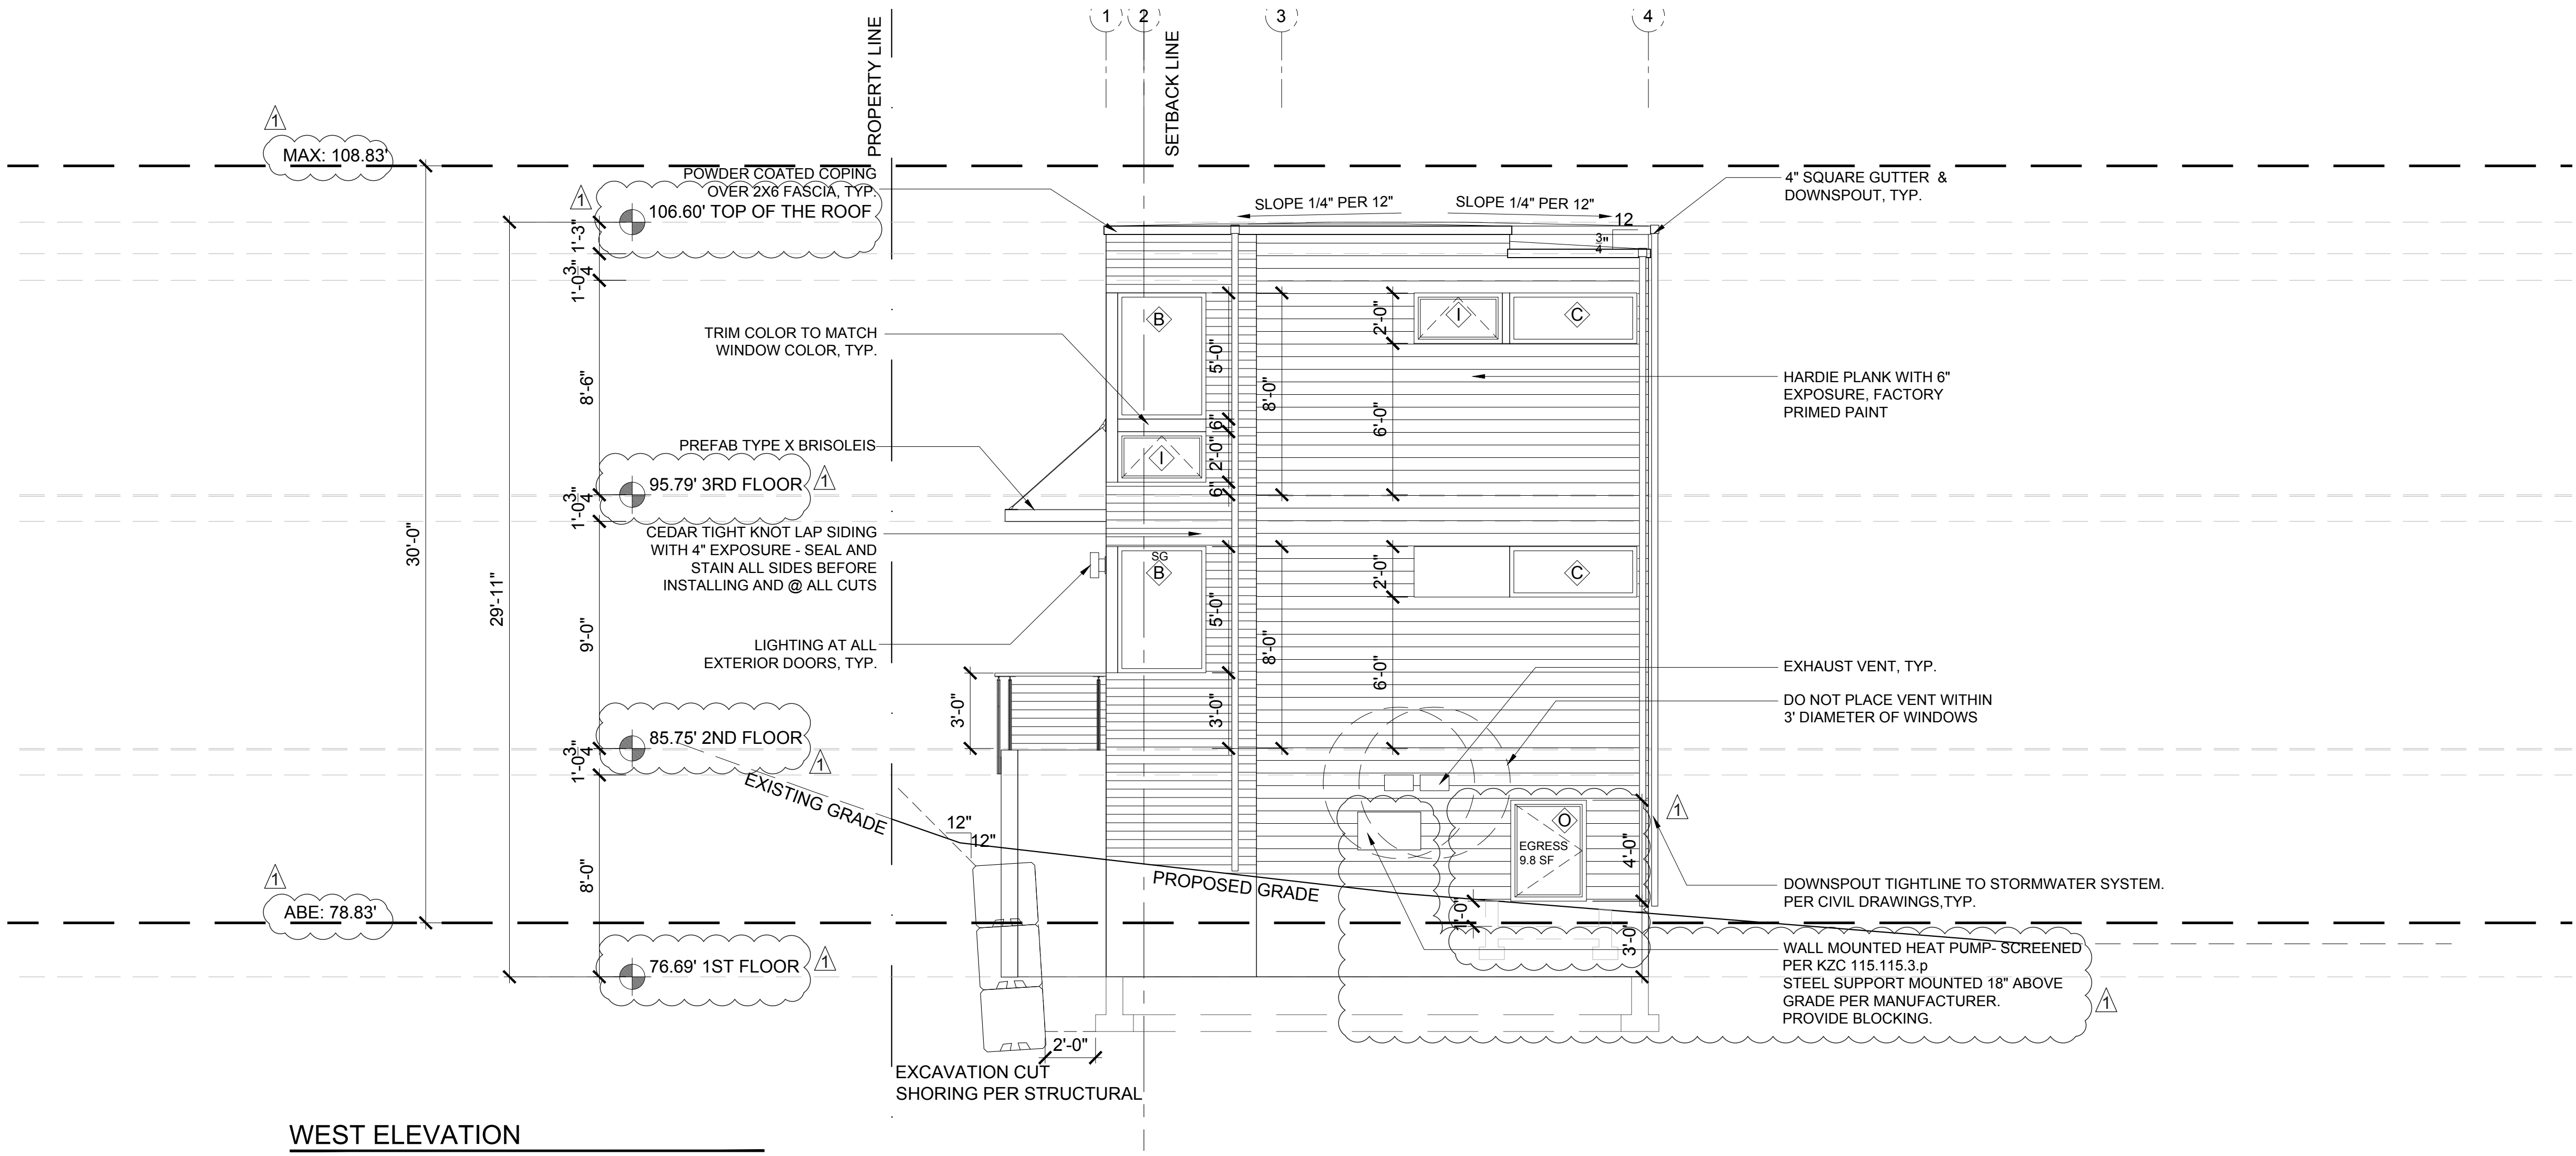 1
2
3
4
PROPERTY LINE
SETBACK LINE
1
MAX: 108.83'
POWDER COATED COPING
OVER 2X6 FASCIA, TYP.
1
106.60' TOP OF THE ROOF
SLOPE 1/4" PER 12"
SLOPE 1/4" PER 12"
12
3/4"
4" SQUARE GUTTER &
DOWNSPOUT, TYP.
1'-3"
1'-0 3/4"
8'-6"
1'-0 3/4"
9'-0"
1'-0 3/4"
8'-0"
30'-0"
29'-11"
TRIM COLOR TO MATCH
WINDOW COLOR, TYP.
B
I
C
5'-0"
8'-0"
2'-0"
6'-0"
6"
2'-0"
6"
I
HARDIE PLANK WITH 6"
EXPOSURE, FACTORY
PRIMED PAINT
PREFAB TYPE X BRISOLEIS
95.79' 3RD FLOOR
1
CEDAR TIGHT KNOT LAP SIDING
WITH 4" EXPOSURE - SEAL AND
STAIN ALL SIDES BEFORE
INSTALLING AND @ ALL CUTS
SG
B
C
5'-0"
8'-0"
2'-0"
6'-0"
3'-0"
3'-0"
LIGHTING AT ALL
EXTERIOR DOORS, TYP.
EXHAUST VENT, TYP.
DO NOT PLACE VENT WITHIN
3' DIAMETER OF WINDOWS
85.75' 2ND FLOOR
1
EXISTING GRADE
12"
12"
PROPOSED GRADE
O
EGRESS
9.8 SF
4'-0"
1'-0"
3'-0"
1
DOWNSPOUT TIGHTLINE TO STORMWATER SYSTEM.
PER CIVIL DRAWINGS,TYP.
1
ABE: 78.83'
76.69' 1ST FLOOR
1
WALL MOUNTED HEAT PUMP- SCREENED
PER KZC 115.115.3.p
STEEL SUPPORT MOUNTED 18" ABOVE
GRADE PER MANUFACTURER.
PROVIDE BLOCKING.
1
2'-0"
EXCAVATION CUT
SHORING PER STRUCTURAL
WEST ELEVATION